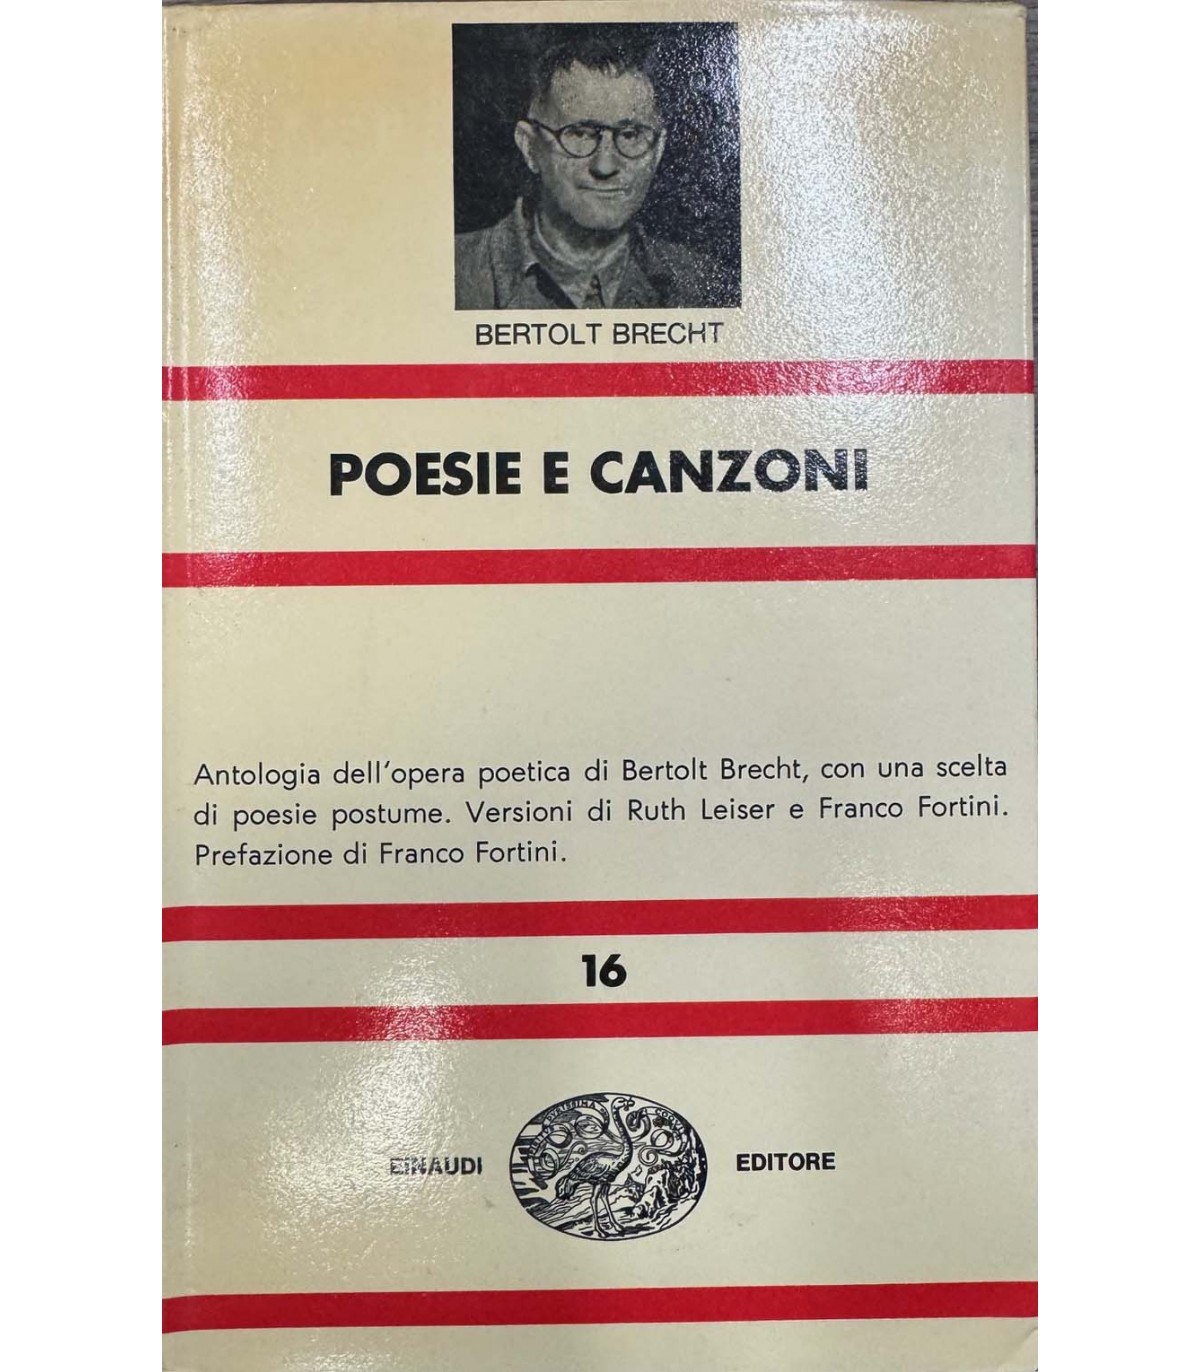 BERTOLT BRECHT
POESIE E CANZONI
Antologia dell'opera poetica di Bertolt Brecht, con una scelta
di poesie postume. Versioni di Ruth Leiser e Franco Fortini.
Prefazione di Franco Fortini.
16
EINAUDI EDITORE